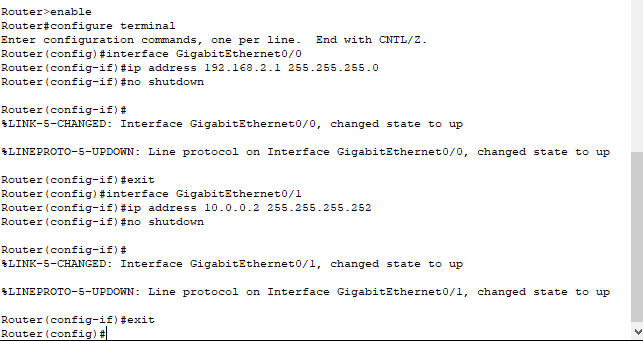 Router>enable
Router#configure terminal
Enter configuration commands, one per line.  End with CNTL/Z.
Router(config)#interface GigabitEthernet0/0
Router(config-if)#ip address 192.168.2.1 255.255.255.0
Router(config-if)#no shutdown
Router(config-if)#
%LINK-5-CHANGED: Interface GigabitEthernet0/0, changed state to up
%LINEPROTO-5-UPDOWN: Line protocol on Interface GigabitEthernet0/0, changed state to up
Router(config-if)#exit
Router(config)#interface GigabitEthernet0/1
Router(config-if)#ip address 10.0.0.2 255.255.255.252
Router(config-if)#no shutdown
Router(config-if)#
%LINK-5-CHANGED: Interface GigabitEthernet0/1, changed state to up
%LINEPROTO-5-UPDOWN: Line protocol on Interface GigabitEthernet0/1, changed state to up
Router(config-if)#exit
Router(config)#